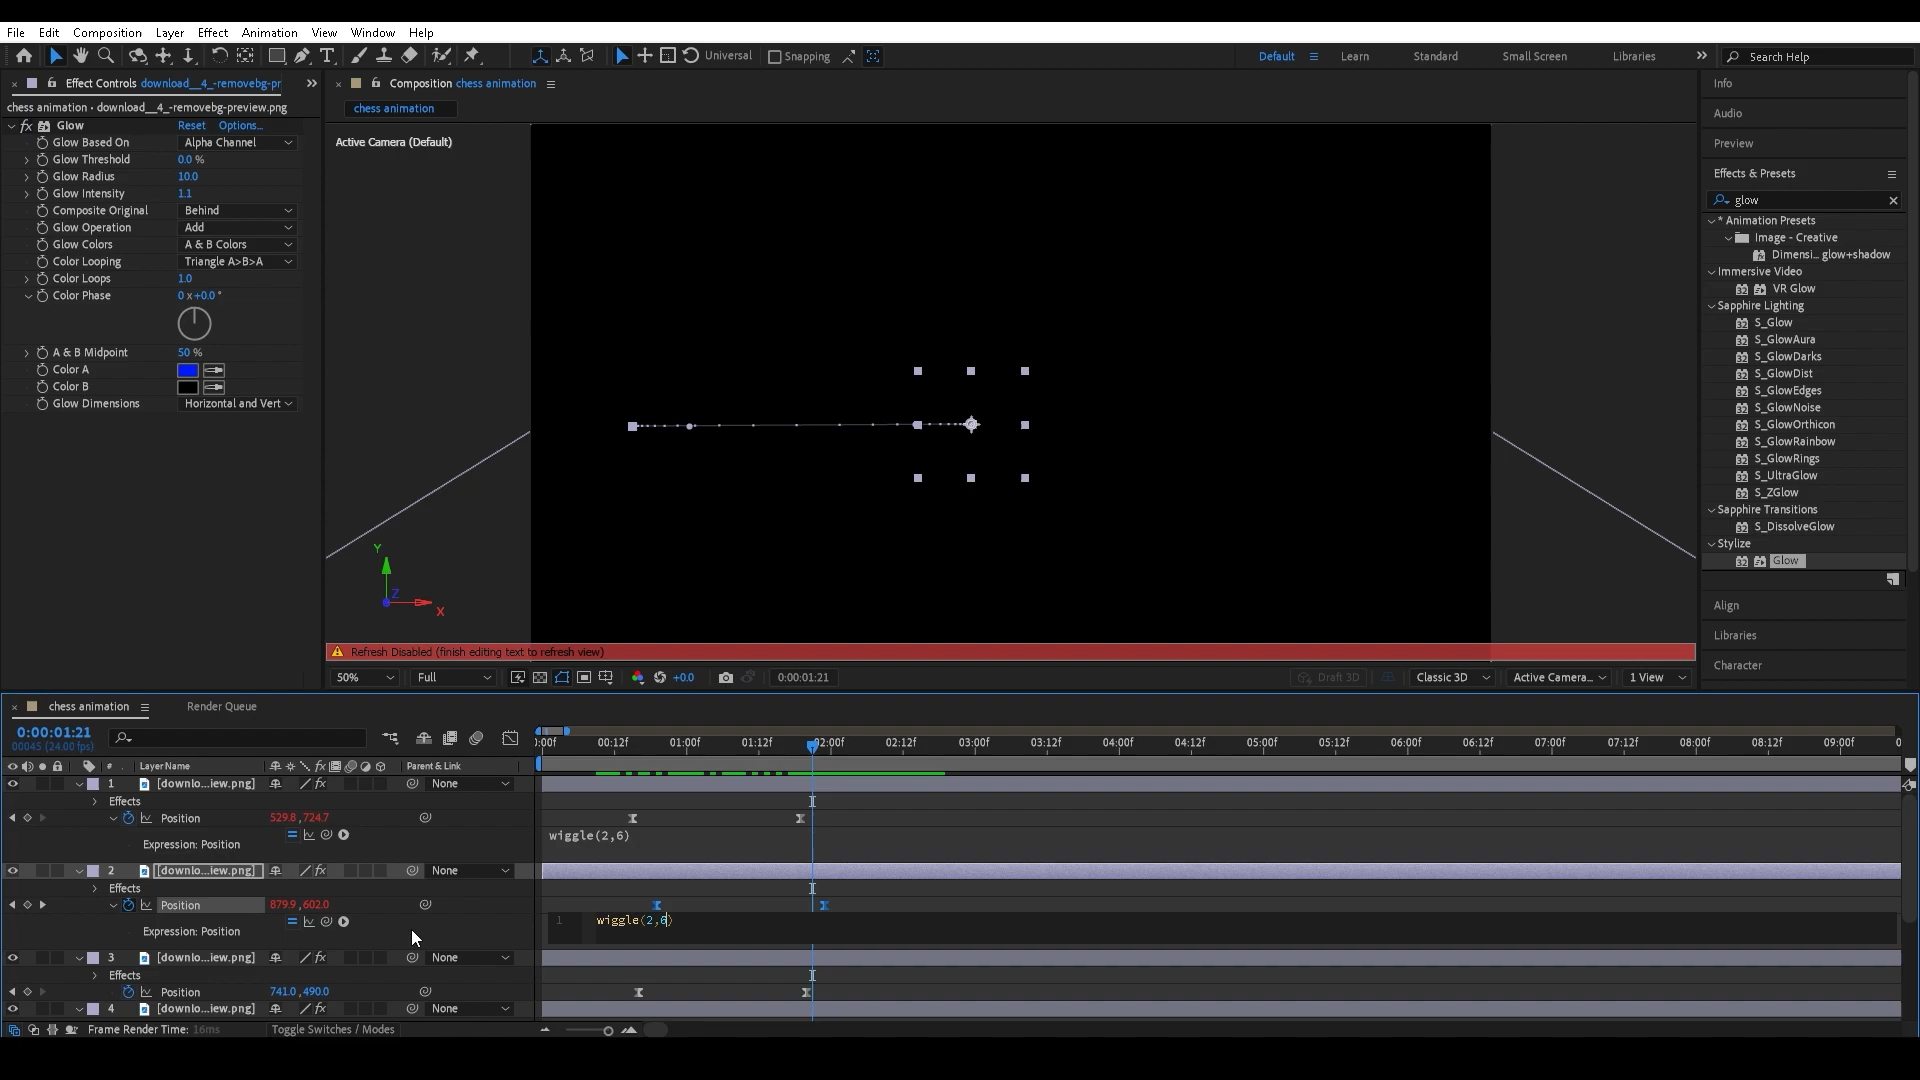 File Edit Composition Layer Effect Animation View Window Help
Universal Snapping Default Learn Standard Small Screen Libraries Search Help
Effect Controls download__4_-removebg-pr
chess animation • download__4_-removebg-preview.png
fx Glow Reset Options...
Glow Based On Alpha Channel
Glow Threshold 0.0 %
Glow Radius 10.0
Glow Intensity 1.1
Composite Original Behind
Glow Operation Add
Glow Colors A & B Colors
Color Looping Triangle A>B>A
Color Loops 1.0
Color Phase 0 x+0.0 °
A & B Midpoint 50 %
Color A
Color B
Glow Dimensions Horizontal and Vert
Composition chess animation
chess animation
Active Camera (Default)
Y
Z
X
Refresh Disabled (finish editing text to refresh view)
50% Full +0.0 0:00:01:21 Draft 3D Classic 3D Active Camera... 1 View
Info
Audio
Preview
Effects & Presets
glow
* Animation Presets
Image - Creative
Dimensi... glow+shadow
Immersive Video
VR Glow
Sapphire Lighting
S_Glow
S_GlowAura
S_GlowDarks
S_GlowDist
S_GlowEdges
S_GlowNoise
S_GlowOrthicon
S_GlowRainbow
S_GlowRings
S_UltraGlow
S_ZGlow
Sapphire Transitions
S_DissolveGlow
Stylize
Glow
Align
Libraries
Character
chess animation Render Queue
0:00:01:21
00045 (24.00 fps)
:00f 00:12f 01:00f 01:12f 02:00f 02:12f 03:00f 03:12f 04:00f 04:12f 05:00f 05:12f 06:00f 06:12f 07:00f 07:12f 08:00f 08:12f 09:00f 0
# Layer Name fx Parent & Link
1 [downlo...iew.png] fx None
Effects
Position 529.8,724.7
Expression: Position
wiggle(2,6)
2 [downlo...iew.png] fx None
Effects
Position 879.9,602.0
Expression: Position
1 wiggle(2,6)
3 [downlo...iew.png] fx None
Effects
Position 741.0,490.0
4 [downlo...iew.png] fx None
Frame Render Time: 16ms Toggle Switches / Modes